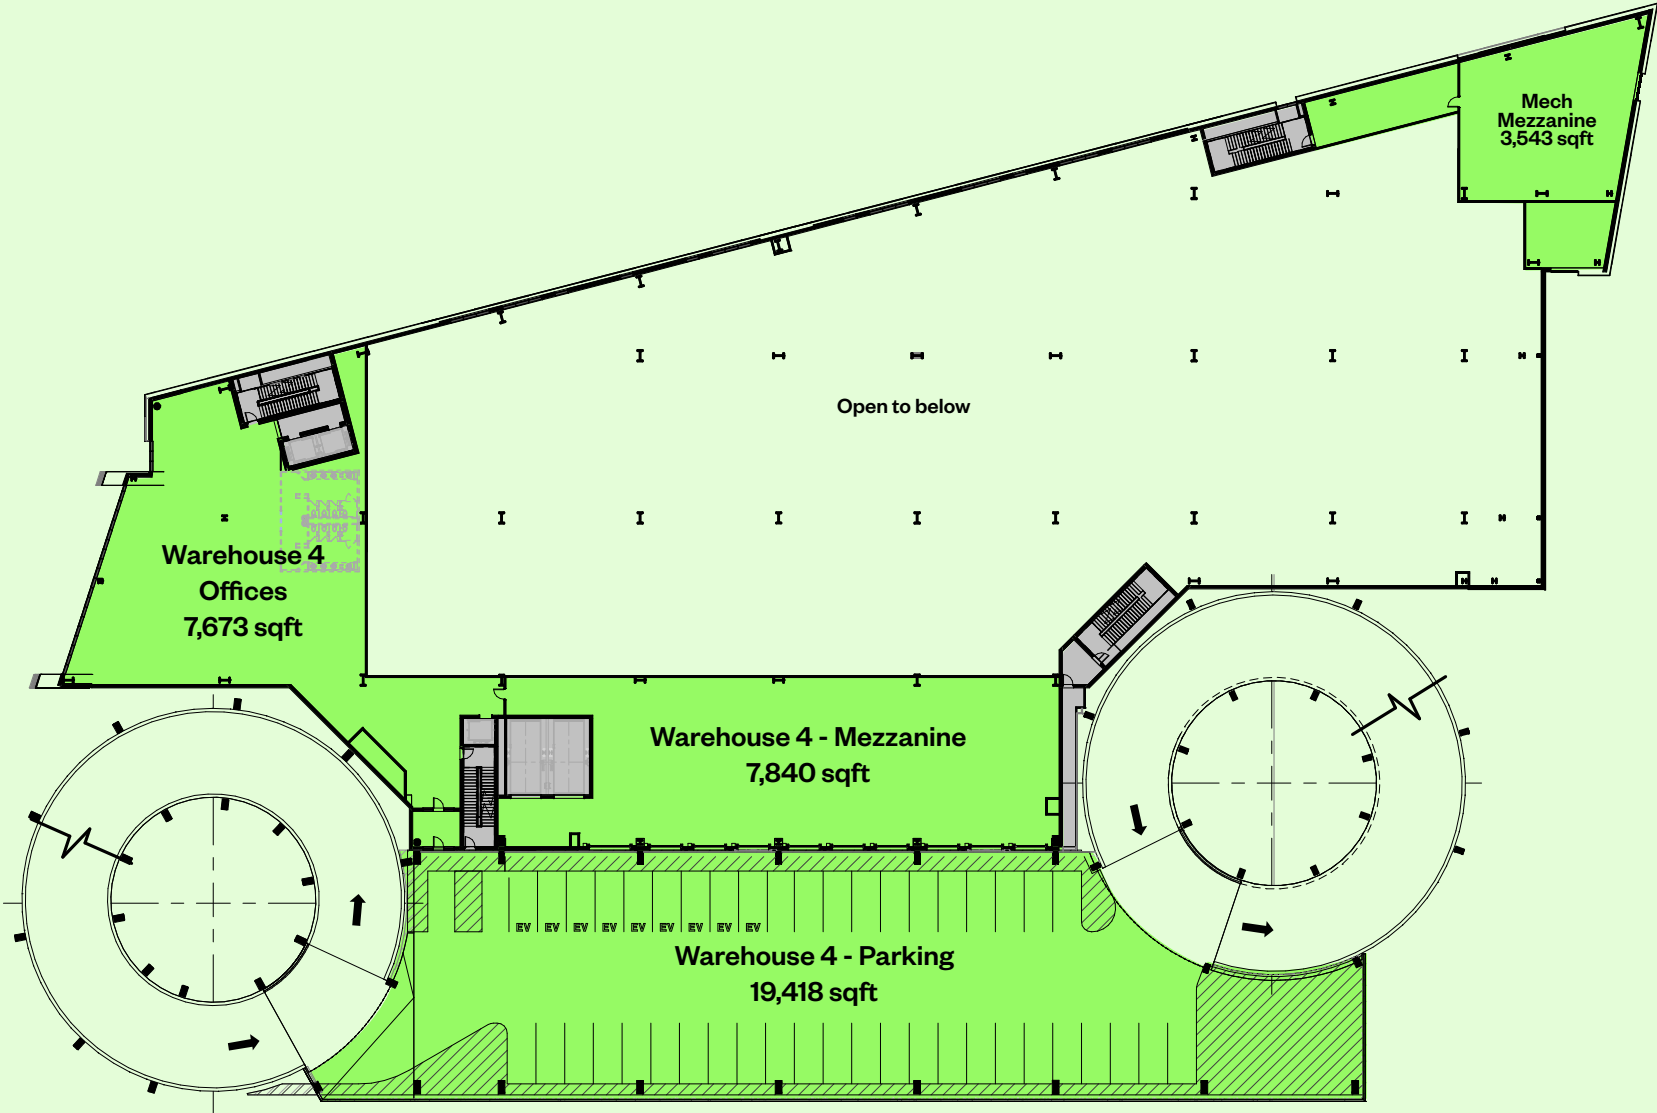 Mech
Mezzanine
3,543 sqft
Open to below
Warehouse 4
Offices
7,673 sqft
Warehouse 4 - Mezzanine
7,840 sqft
EV EV EV EV EV EV EV EV EV
Warehouse 4 - Parking
19,418 sqft